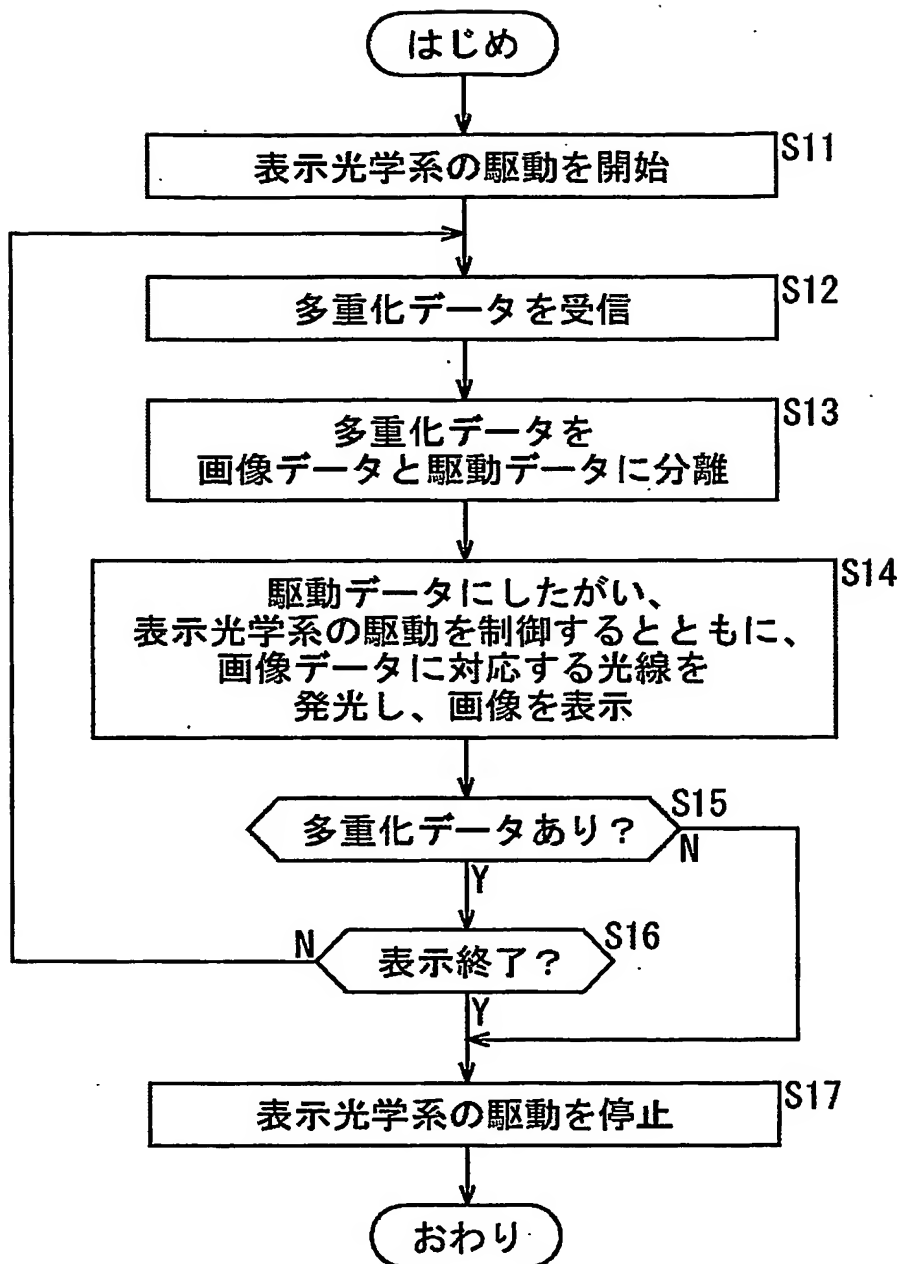 はじめ
S11
表示光学系の駆動を開始
S12
多重化データを受信
S13
多重化データを
画像データと駆動データに分離
S14
駆動データにしたがい、
表示光学系の駆動を制御するとともに、
画像データに対応する光線を
発光し、画像を表示
S15
多重化データあり?
N
Y
S16
N
表示終了?
Y
S17
表示光学系の駆動を停止
おわり